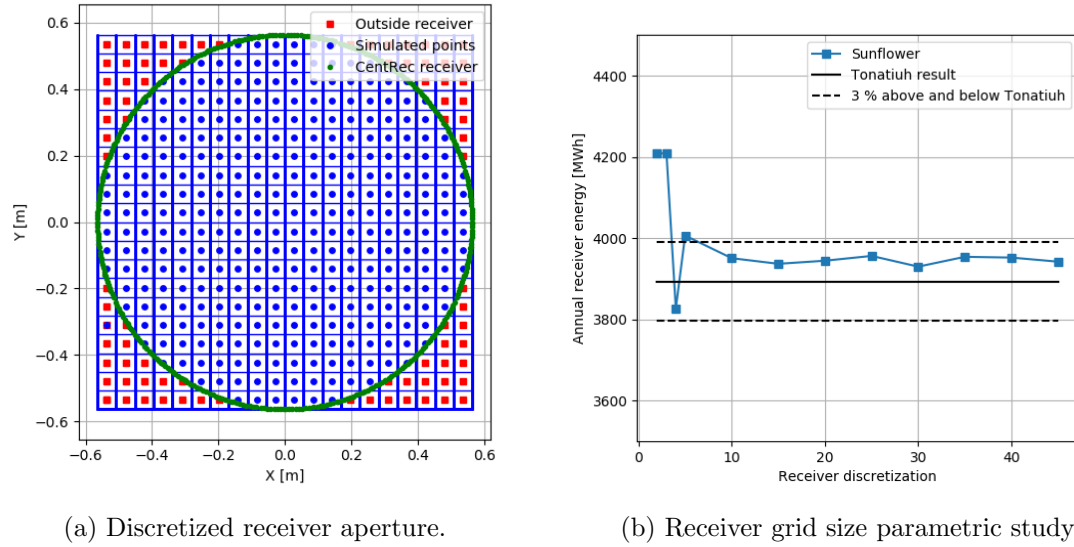 Outside receiver
Simulated points
CentRec receiver
0.6
0.4
0.2
0.0
−0.2
−0.4
−0.6
Y [m]
−0.6 −0.4 −0.2 0.0 0.2 0.4 0.6
X [m]
(a) Discretized receiver aperture.
Sunflower
Tonatiuh result
3 % above and below Tonatiuh
4400
4200
4000
3800
3600
Annual receiver energy [MWh]
0 10 20 30 40
Receiver discretization
(b) Receiver grid size parametric study